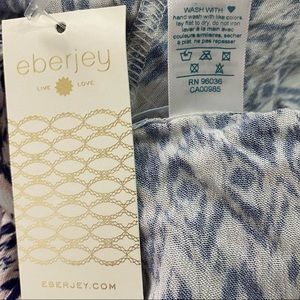 eberjey
LIVE LOVE
EBERJEY.COM
WASH WITH ♥
hand wash with like colors.
lay flat to dry, do not iron
laver à la main avec
couleurs similaires. sécher
à plat, ne pas repasser
RN 96036
CA00985